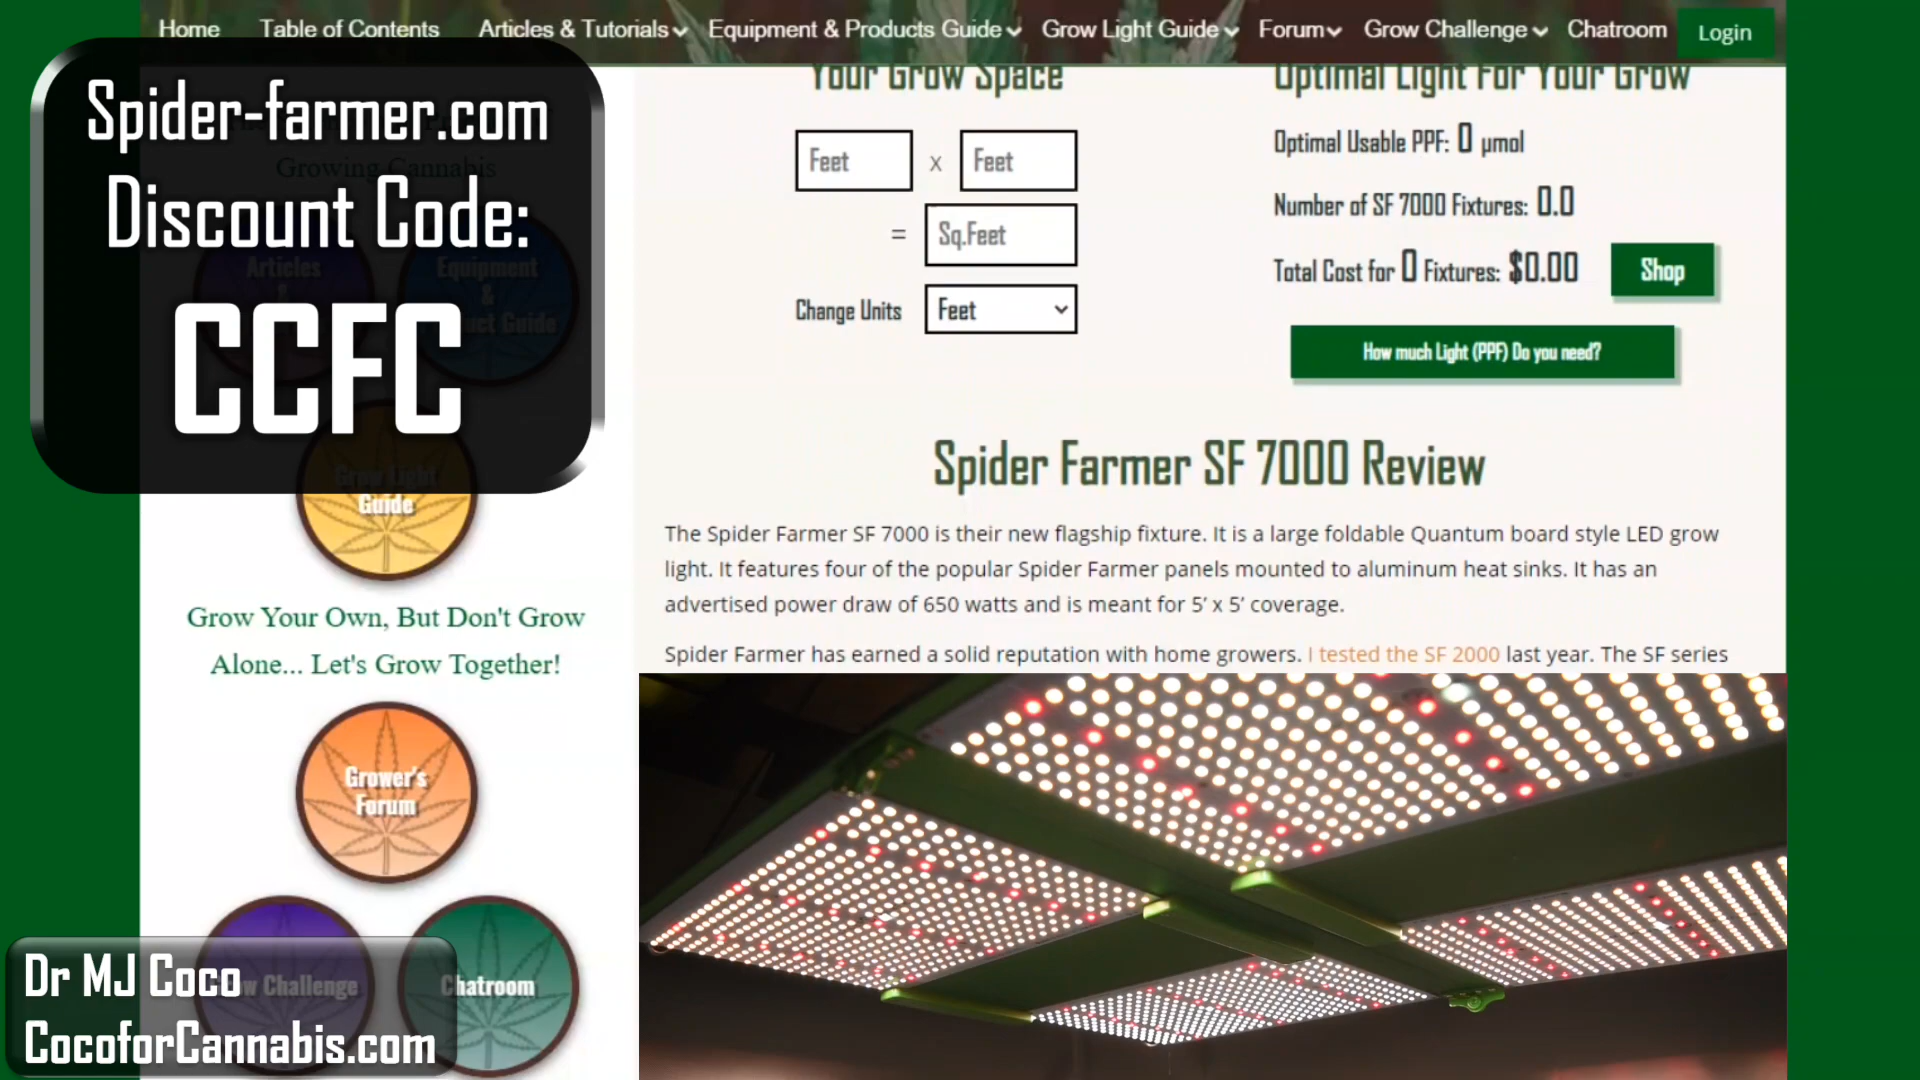 Home Table of Contents Articles & Tutorials Equipment & Products Guide Grow Light Guide Forum Grow Challenge Chatroom Login
Spider-farmer.com
Discount Code:
CCFC
Growing Cannabis
Articles
Equipment
&
ct Guide
Grow Light
Guide
Grow Your Own, But Don't Grow
Alone... Let's Grow Together!
Grower's
Forum
w Challenge
Chatroom
Dr MJ Coco
CocoforCannabis.com
Your Grow Space
Feet x Feet
= Sq.Feet
Change Units Feet
Optimal Light For Your Grow
Optimal Usable PPF: 0 µmol
Number of SF 7000 Fixtures: 0.0
Total Cost for 0 Fixtures: $0.00 Shop
How much Light (PPF) Do you need?
Spider Farmer SF 7000 Review
The Spider Farmer SF 7000 is their new flagship fixture. It is a large foldable Quantum board style LED grow
light. It features four of the popular Spider Farmer panels mounted to aluminum heat sinks. It has an
advertised power draw of 650 watts and is meant for 5’ x 5’ coverage.
Spider Farmer has earned a solid reputation with home growers. I tested the SF 2000 last year. The SF series